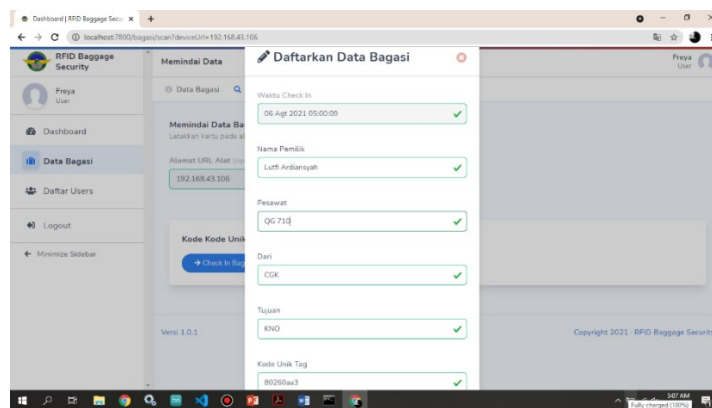 Dashboard | RFID Baggage Secur
localhost:7800/bagasi/scan?deviceUrl=192.168.43.106
RFID Baggage
Security
Freya
User
Dashboard
Data Bagasi
Daftar Users
Logout
Minimize Sidebar
Memindai Data
Freya
User
Data Bagasi
Memindai Data Ba
Letakkan kartu pada al
Alamat URL Alat
192.168.43.106
Kode Kode Unik
Check In Bag
Versi 1.0.1
Copyright 2021 - RFID Baggage Securit
Daftarkan Data Bagasi
Waktu Check In
06 Agt 2021 05:00:09
Nama Pemilik
Lutfi Ardiansyah
Pesawat
QG 710
Dari
CGK
Tujuan
KNO
Kode Unik Tag
80260aa3
5:07 AM
Fully charged (100%)